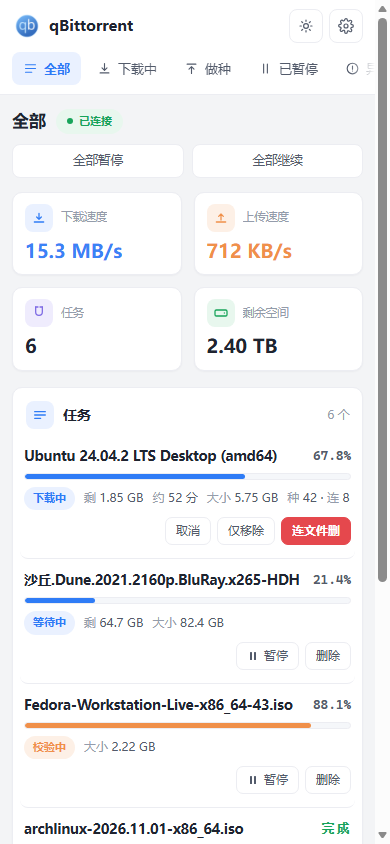 qb qBittorrent
全部 下载中 做种 已暂停
全部 已连接
全部暂停 全部继续
下载速度 上传速度
15.3 MB/s 712 KB/s
任务 剩余空间
6 2.40 TB
任务 6 个
Ubuntu 24.04.2 LTS Desktop (amd64) 67.8%
下载中 剩 1.85 GB 约 52 分 大小 5.75 GB 种 42 · 连 8
取消 仅移除 连文件删
沙丘.Dune.2021.2160p.BluRay.x265-HDH 21.4%
等待中 剩 64.7 GB 大小 82.4 GB
暂停 删除
Fedora-Workstation-Live-x86_64-43.iso 88.1%
校验中 大小 2.22 GB
暂停 删除
archlinux-2026.11.01-x86_64.iso 完成